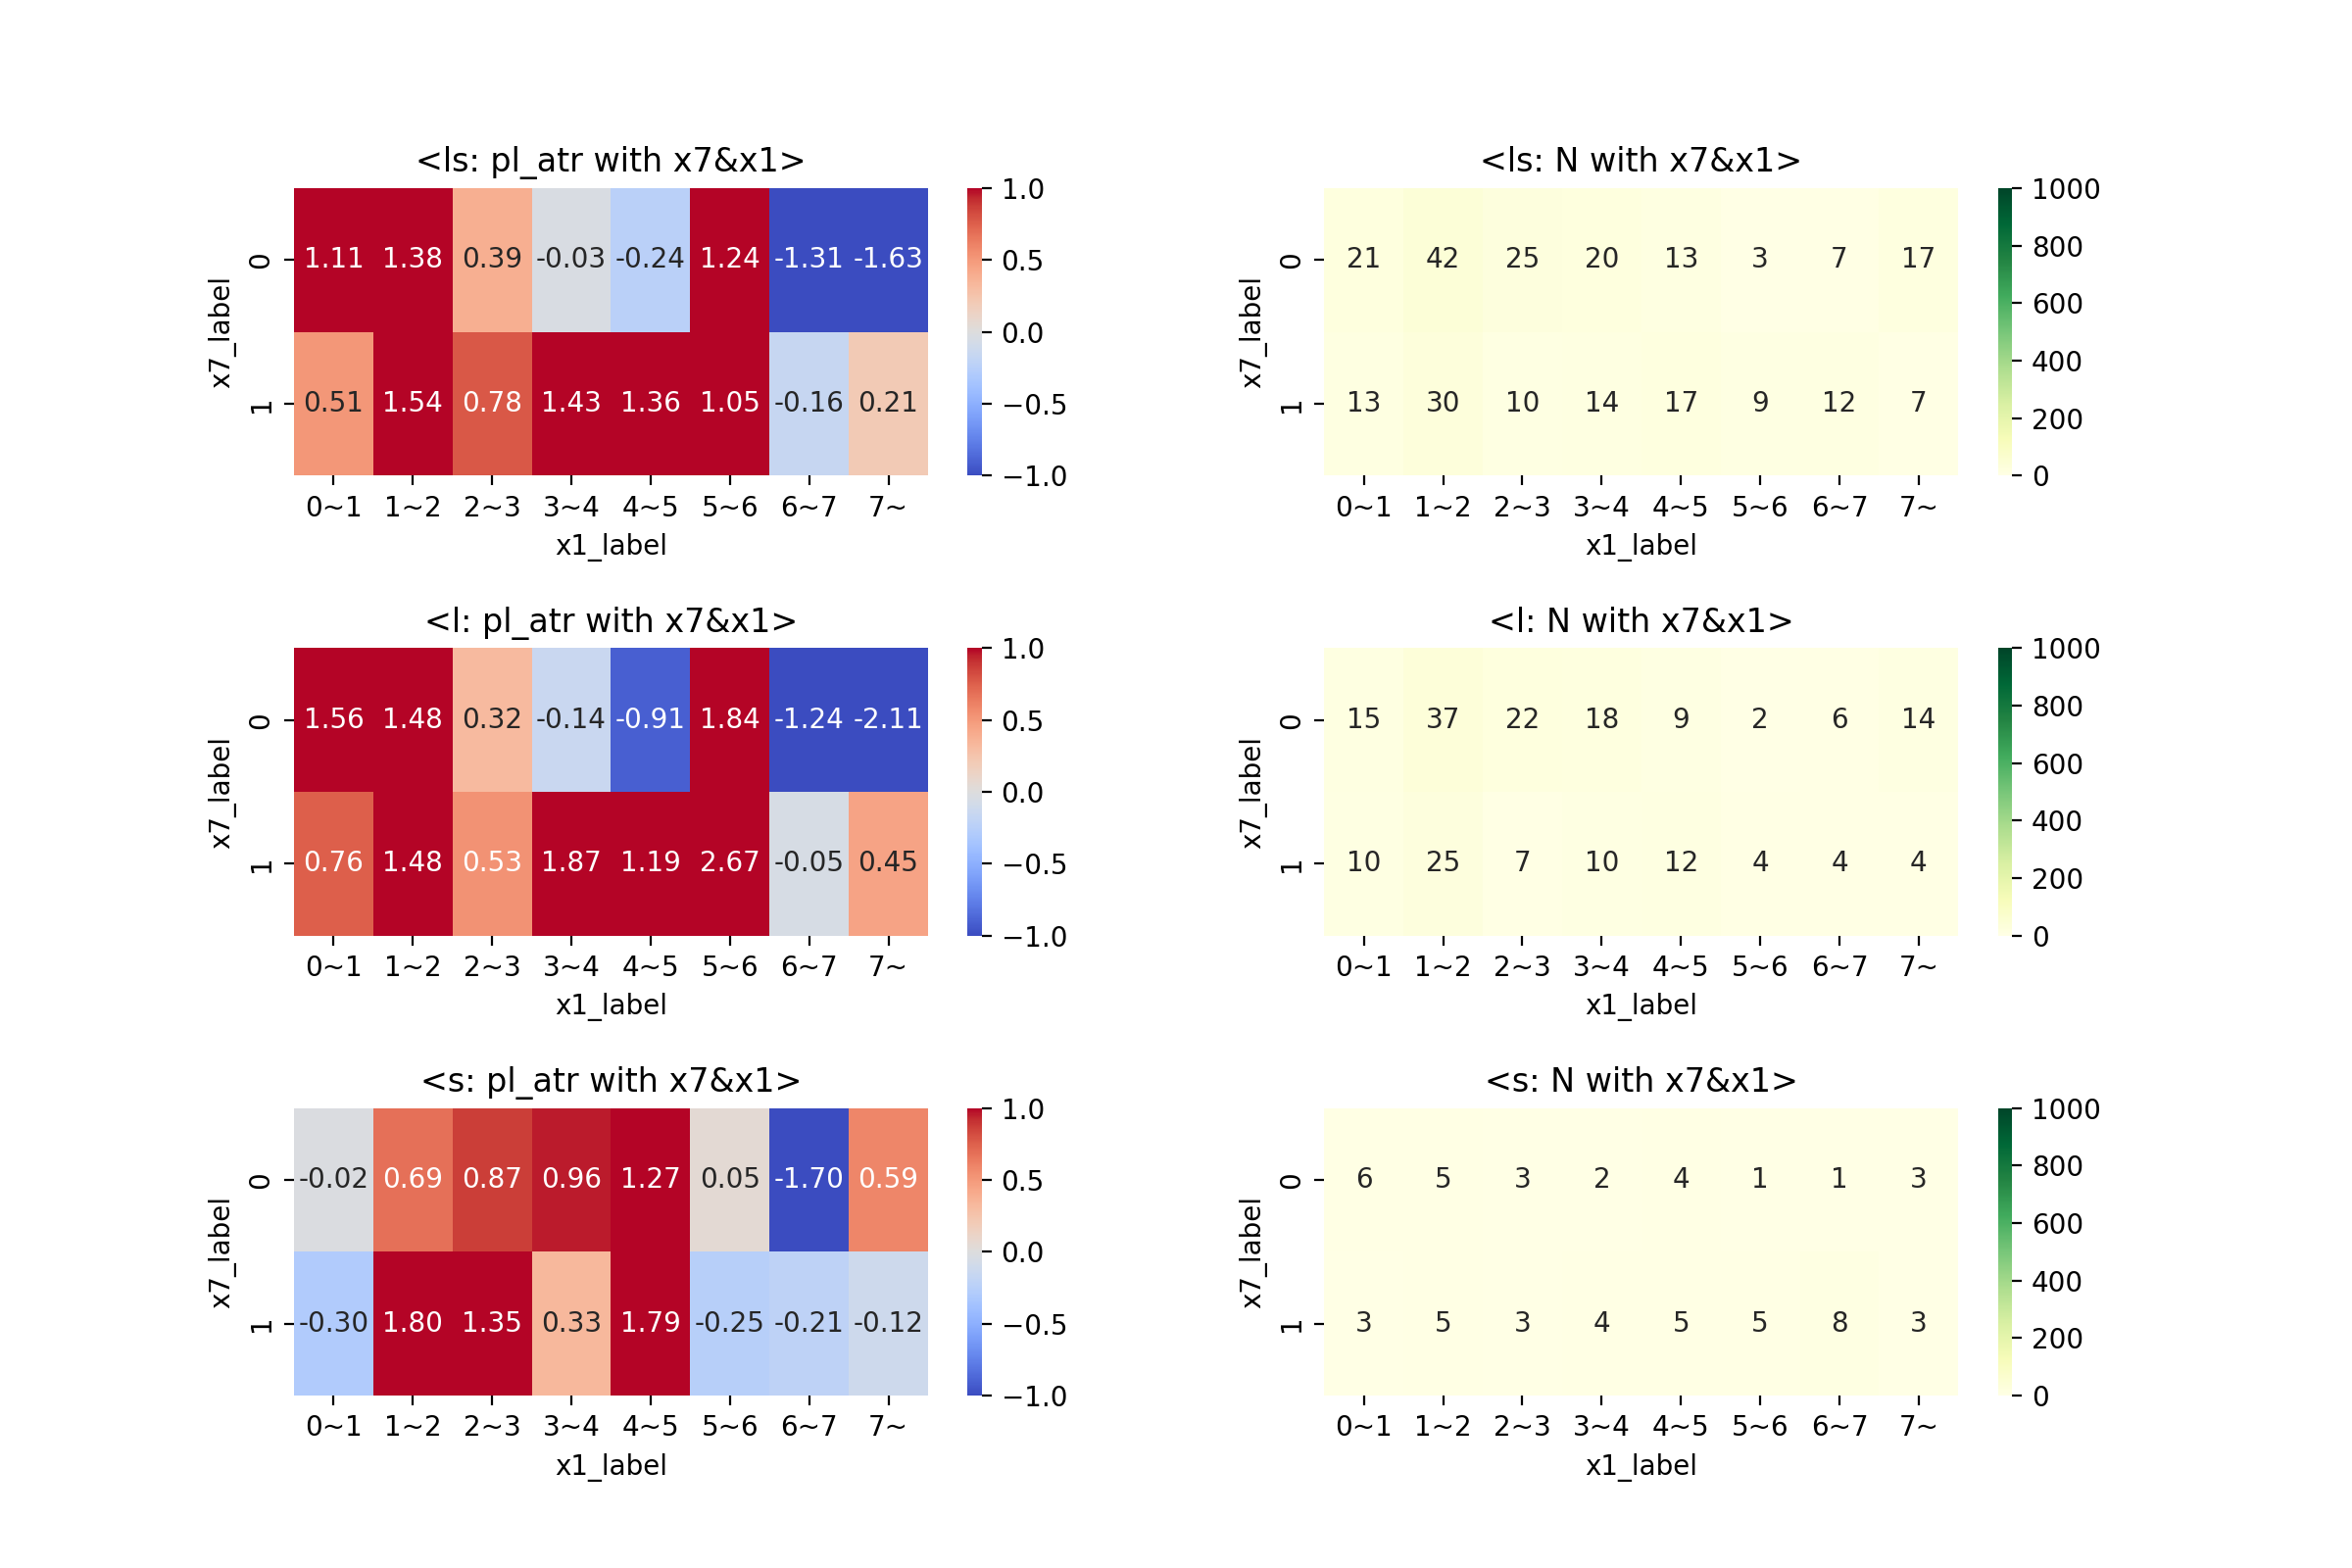 <ls: pl_atr with x7&x1>
x7_label
0 1.11 1.38 0.39 -0.03 -0.24 1.24 -1.31 -1.63
1 0.51 1.54 0.78 1.43 1.36 1.05 -0.16 0.21
0~1 1~2 2~3 3~4 4~5 5~6 6~7 7~
x1_label
1.0
0.5
0.0
−0.5
−1.0
<ls: N with x7&x1>
x7_label
0 21 42 25 20 13 3 7 17
1 13 30 10 14 17 9 12 7
0~1 1~2 2~3 3~4 4~5 5~6 6~7 7~
x1_label
1000
800
600
400
200
0
<l: pl_atr with x7&x1>
x7_label
0 1.56 1.48 0.32 -0.14 -0.91 1.84 -1.24 -2.11
1 0.76 1.48 0.53 1.87 1.19 2.67 -0.05 0.45
0~1 1~2 2~3 3~4 4~5 5~6 6~7 7~
x1_label
1.0
0.5
0.0
−0.5
−1.0
<l: N with x7&x1>
x7_label
0 15 37 22 18 9 2 6 14
1 10 25 7 10 12 4 4 4
0~1 1~2 2~3 3~4 4~5 5~6 6~7 7~
x1_label
1000
800
600
400
200
0
<s: pl_atr with x7&x1>
x7_label
0 -0.02 0.69 0.87 0.96 1.27 0.05 -1.70 0.59
1 -0.30 1.80 1.35 0.33 1.79 -0.25 -0.21 -0.12
0~1 1~2 2~3 3~4 4~5 5~6 6~7 7~
x1_label
1.0
0.5
0.0
−0.5
−1.0
<s: N with x7&x1>
x7_label
0 6 5 3 2 4 1 1 3
1 3 5 3 4 5 5 8 3
0~1 1~2 2~3 3~4 4~5 5~6 6~7 7~
x1_label
1000
800
600
400
200
0